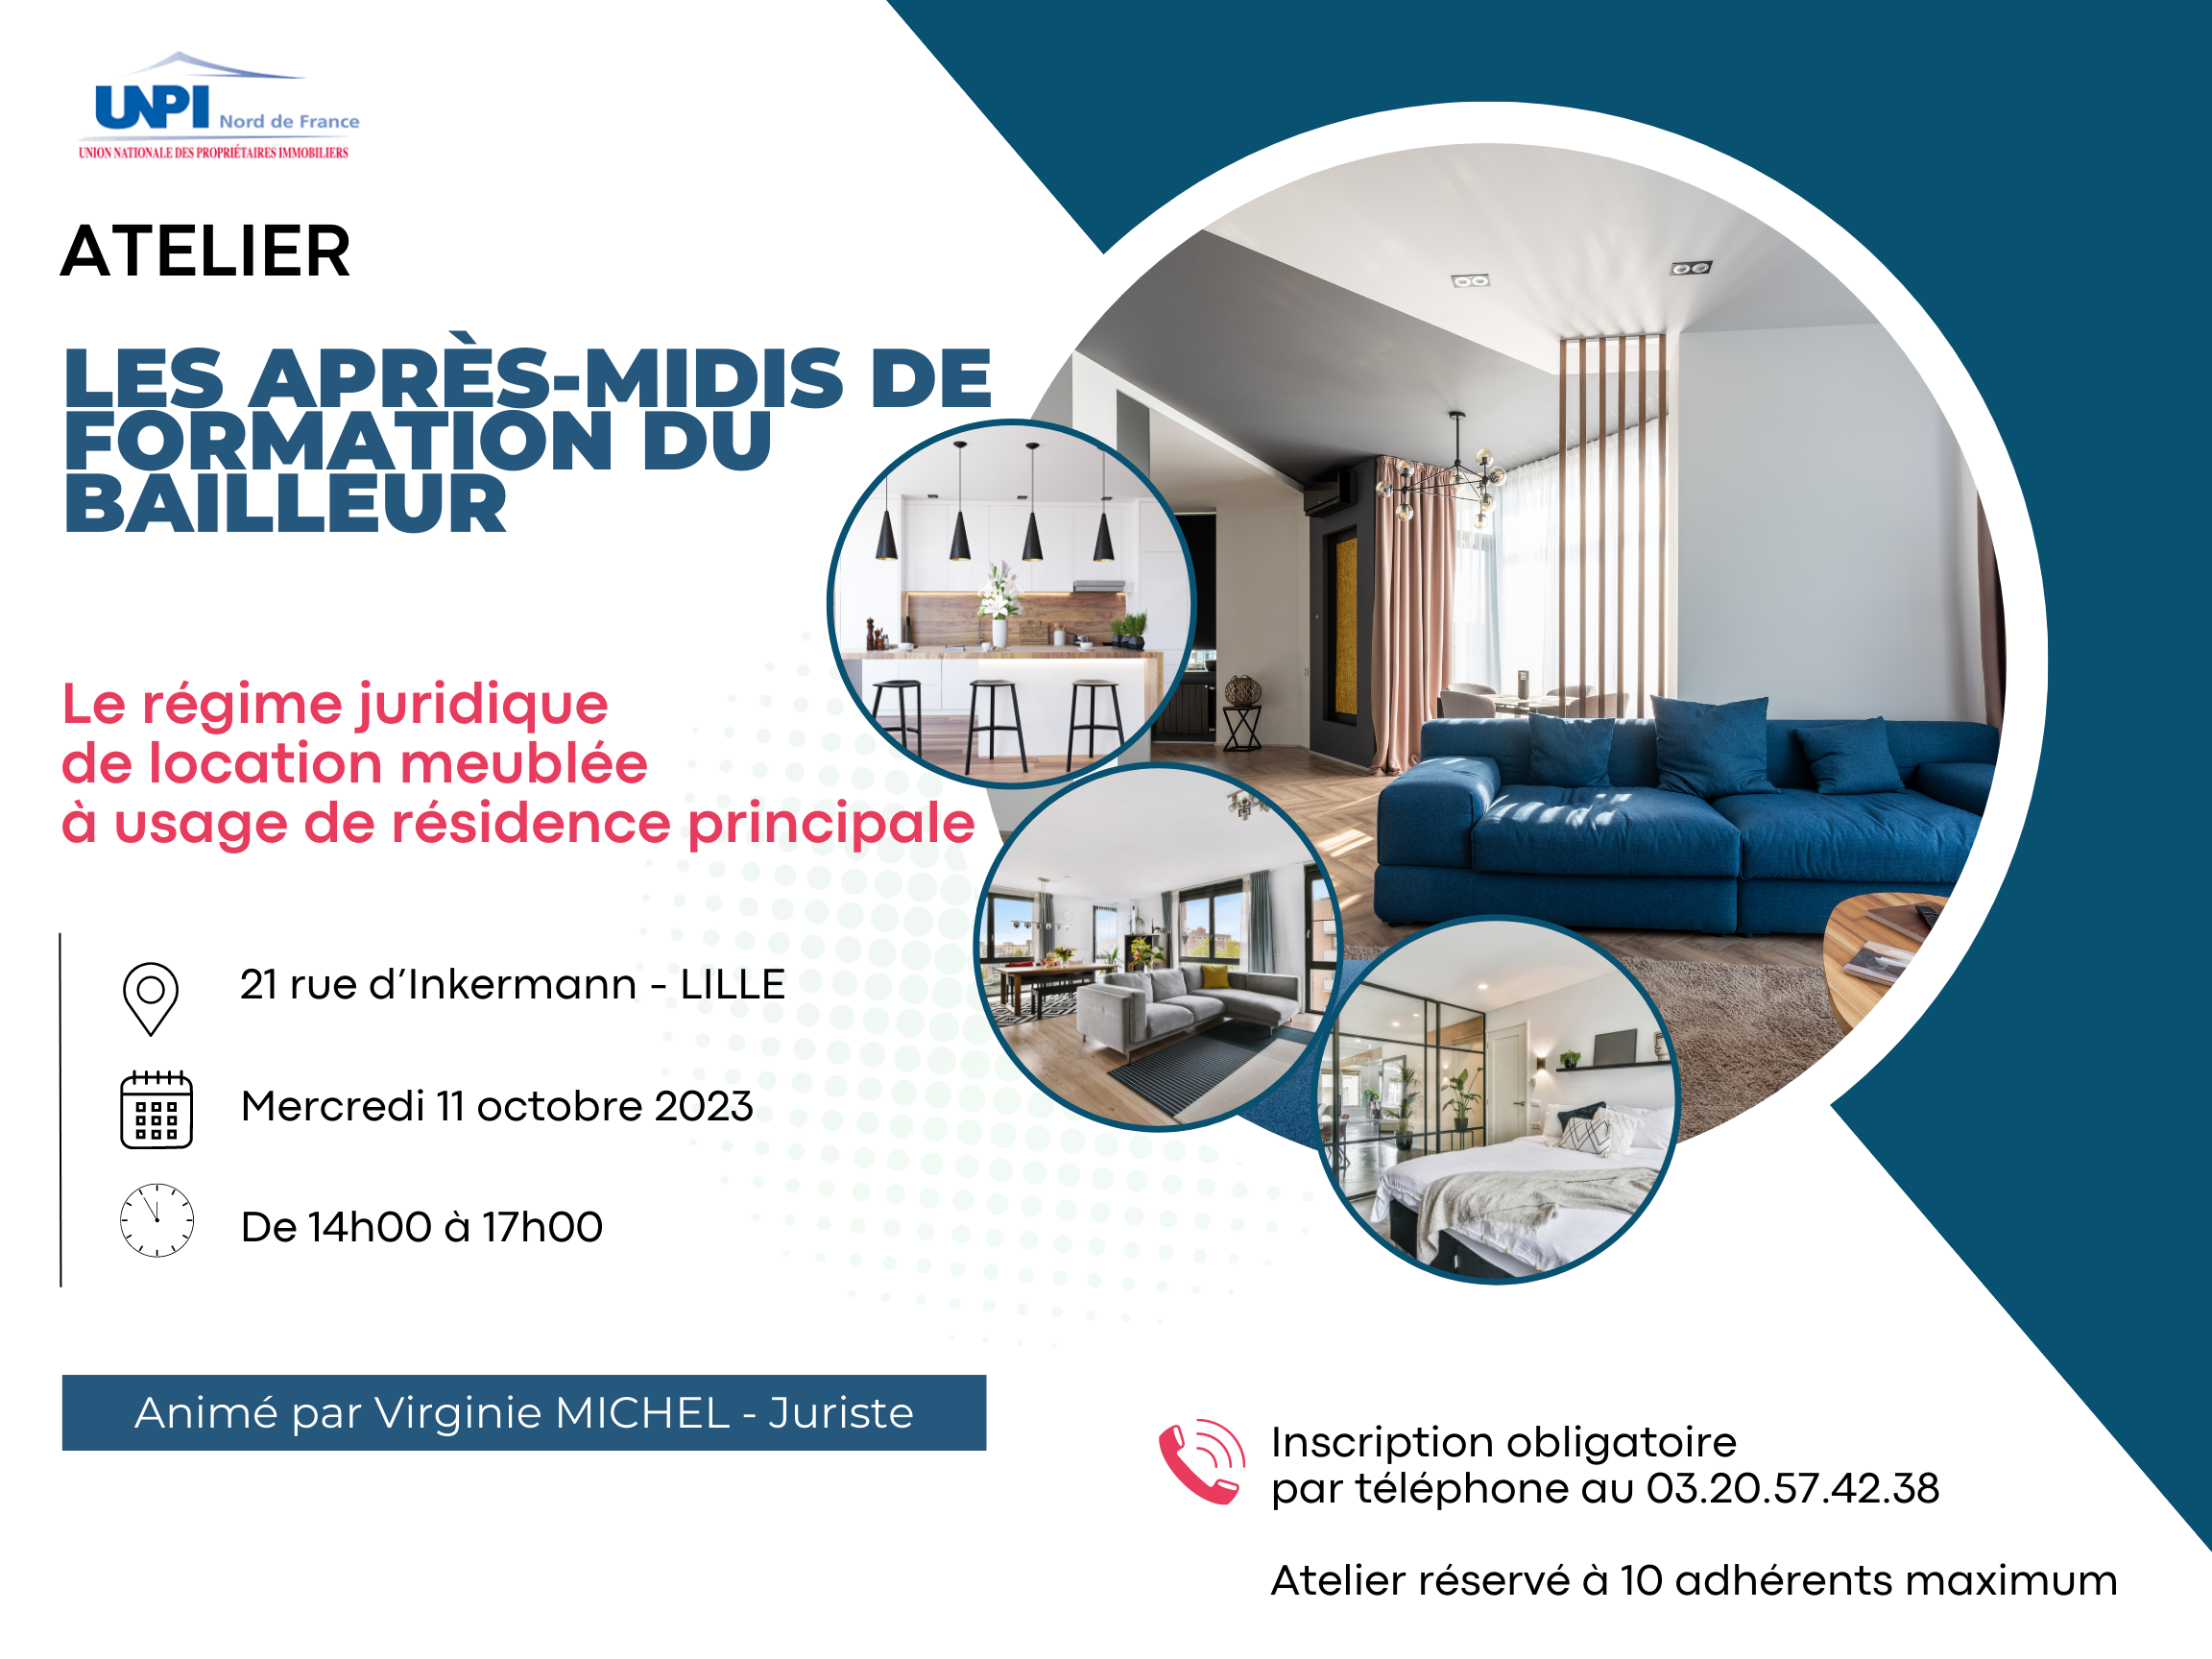 UNPI Nord de France
UNION NATIONALE DES PROPRIÉTAIRES IMMOBILIERS
ATELIER
LES APRÈS-MIDIS DE
FORMATION DU
BAILLEUR
Le régime juridique
de location meublée
à usage de résidence principale
21 rue d'Inkermann - LILLE
Mercredi 11 octobre 2023
De 14h00 à 17h00
Animé par Virginie MICHEL - Juriste
Inscription obligatoire
par téléphone au 03.20.57.42.38
Atelier réservé à 10 adhérents maximum